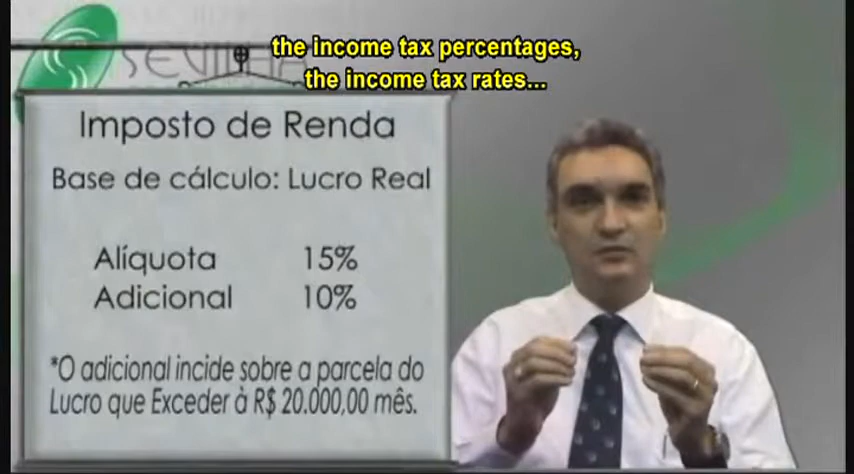 the income tax percentages,
the income tax rates...
SEVILHA
Imposto de Renda
Base de cálculo: Lucro Real
Alíquota 15%
Adicional 10%
*O adicional incide sobre a parcela do
Lucro que Exceder à R$ 20.000,00 mês.